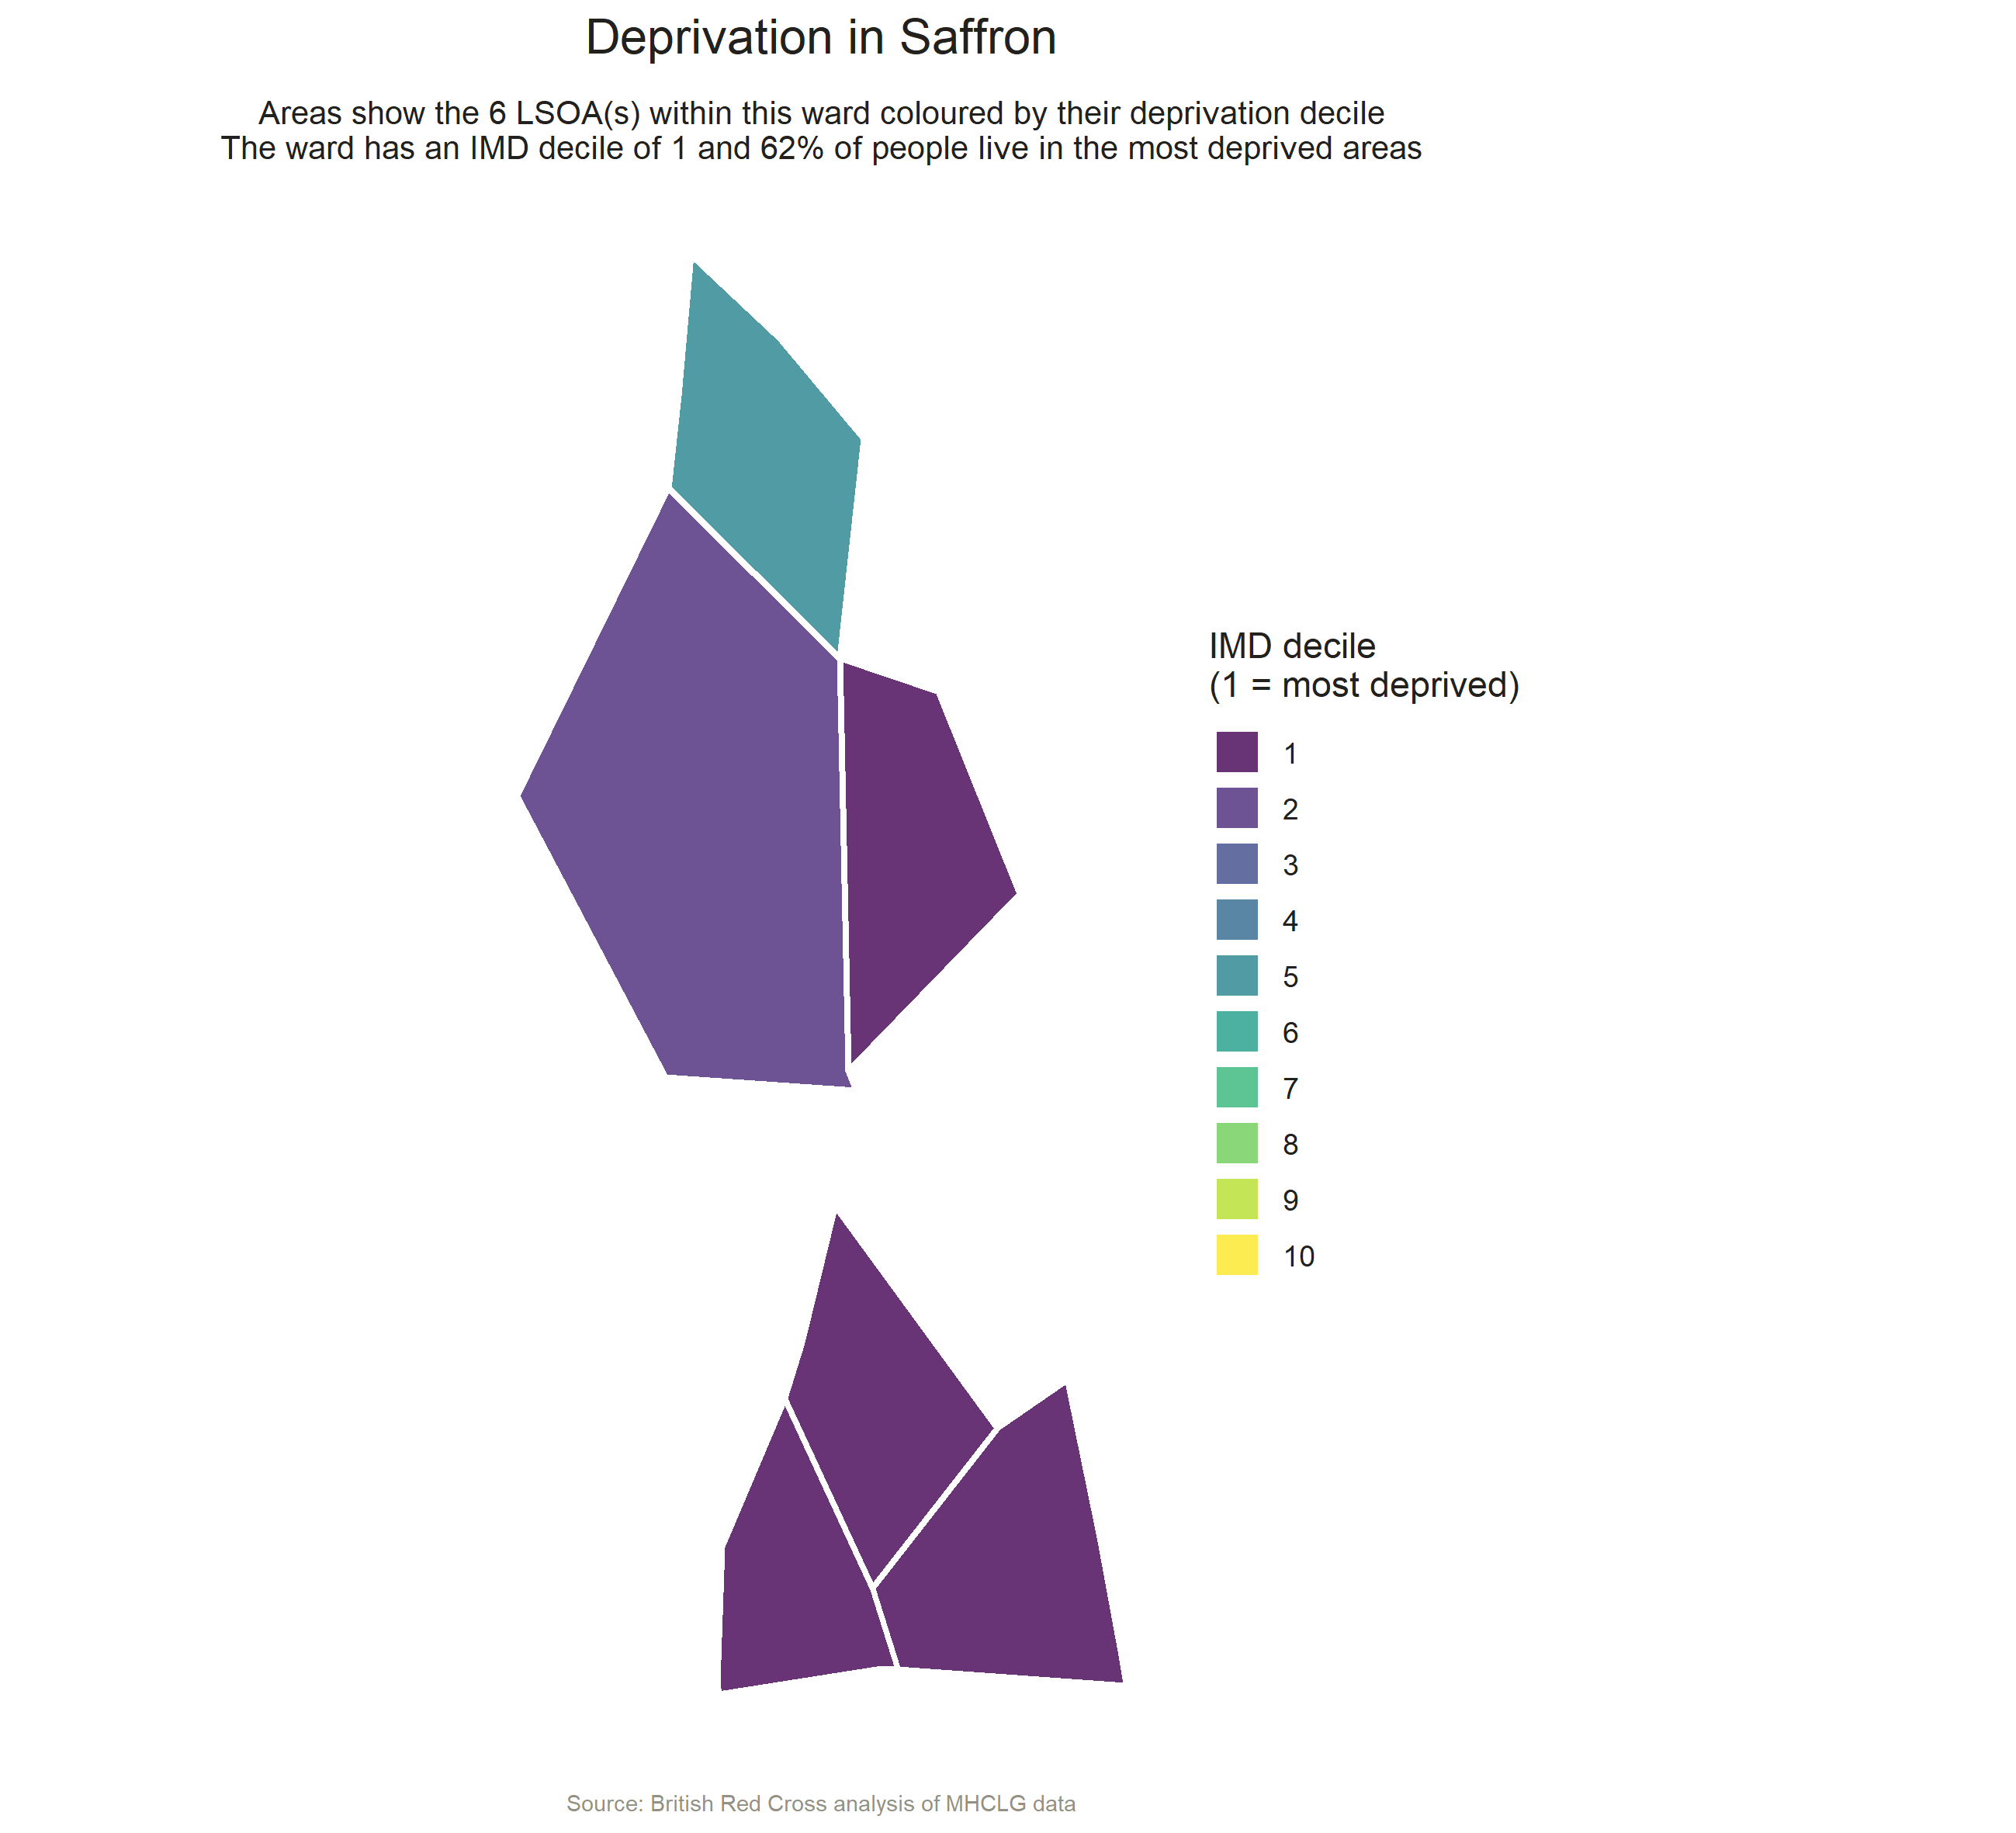 Deprivation in Saffron
Areas show the 6 LSOA(s) within this ward coloured by their deprivation decile
The ward has an IMD decile of 1 and 62% of people live in the most deprived areas
IMD decile
(1 = most deprived)
1
2
3
4
5
6
7
8
9
10
Source: British Red Cross analysis of MHCLG data